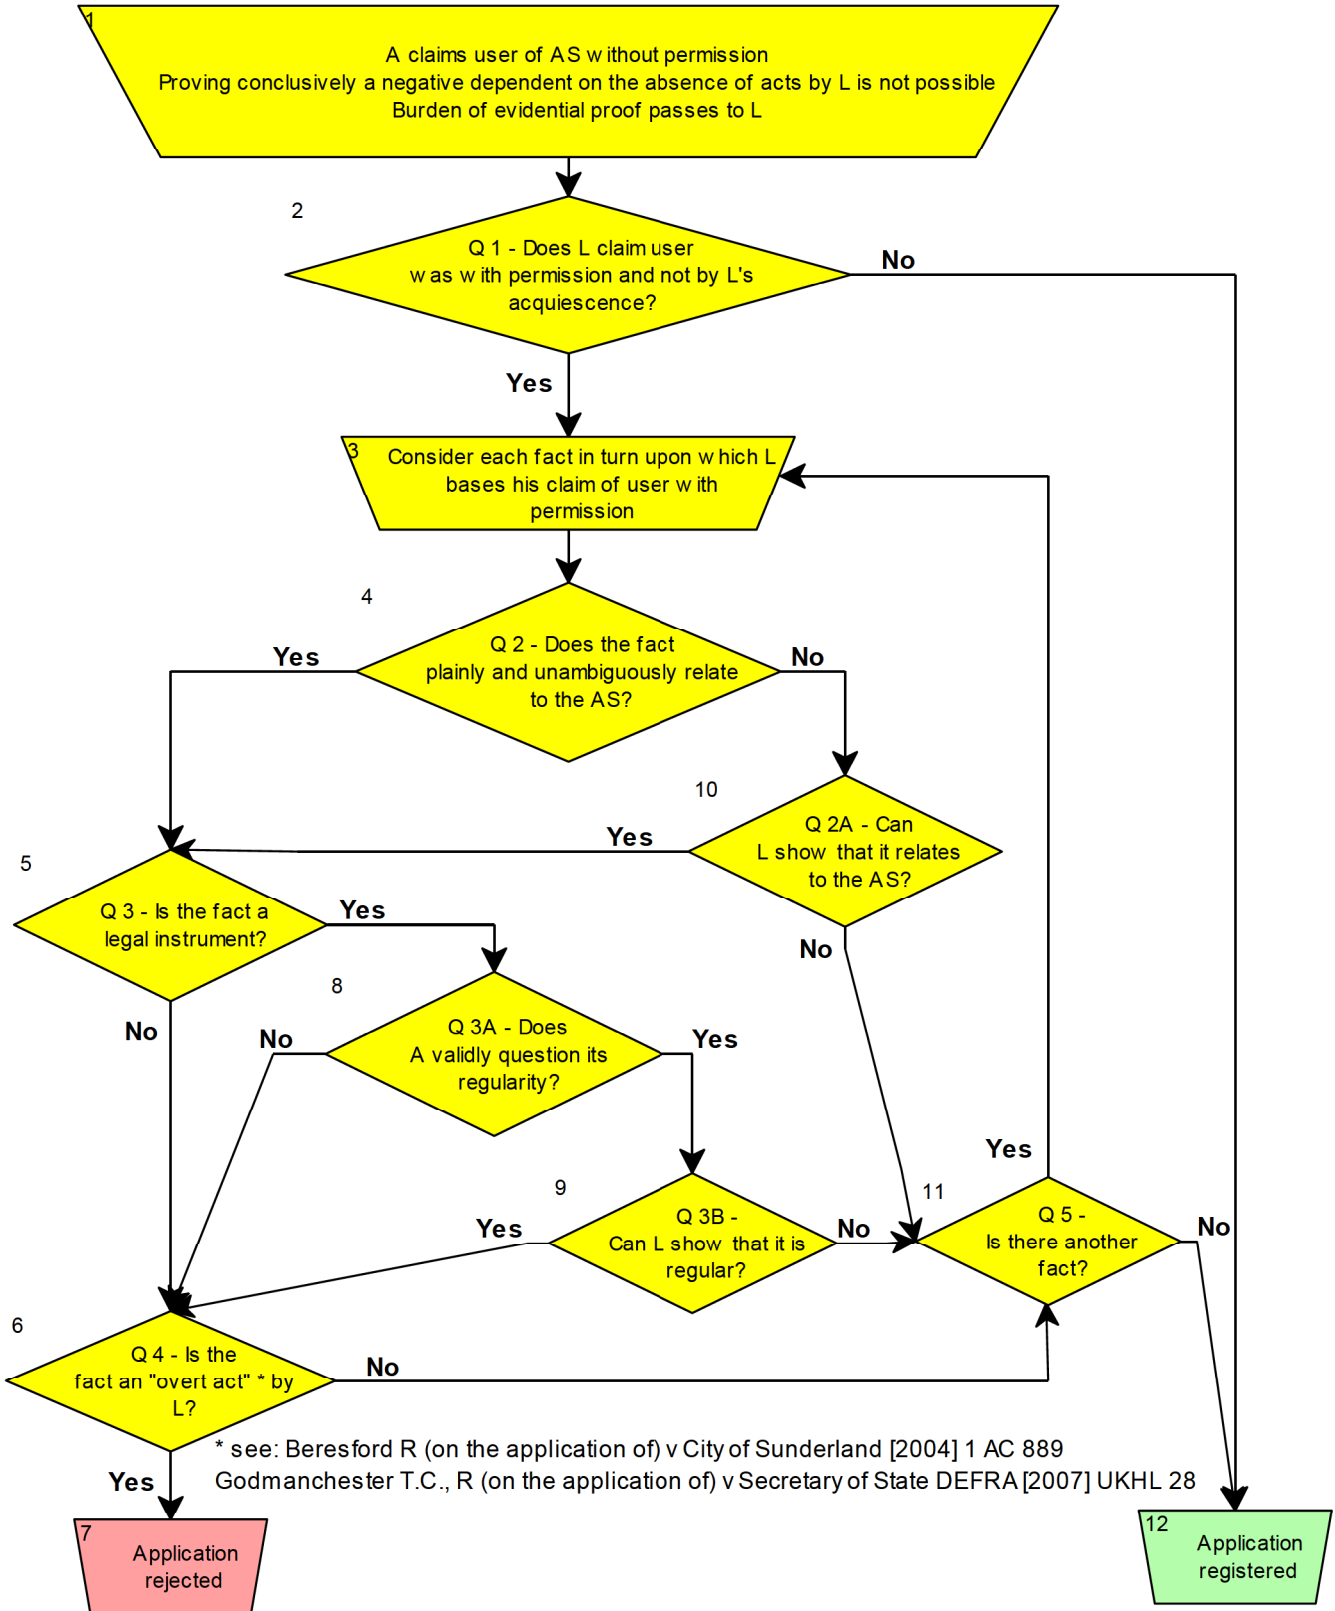 1
A claims user of AS without permission
Proving conclusively a negative dependent on the absence of acts by L is not possible
Burden of evidential proof passes to L
2
Q 1 - Does L claim user
was with permission and not by L's
acquiescence?
No
Yes
3
Consider each fact in turn upon which L
bases his claim of user with
permission
4
Q 2 - Does the fact
plainly and unambiguously relate
to the AS?
Yes
No
10
Q 2A - Can
L show that it relates
to the AS?
Yes
No
5
Q 3 - Is the fact a
legal instrument?
Yes
No
8
Q 3A - Does
A validly question its
regularity?
No
Yes
9
Q 3B -
Can L show that it is
regular?
Yes
No
11
Q 5 -
Is there another
fact?
Yes
No
6
Q 4 - Is the
fact an "overt act" * by
L?
No
Yes
* see: Beresford R (on the application of) v City of Sunderland [2004] 1 AC 889
Godmanchester T.C., R (on the application of) v Secretary of State DEFRA [2007] UKHL 28
7
Application
rejected
12
Application
registered